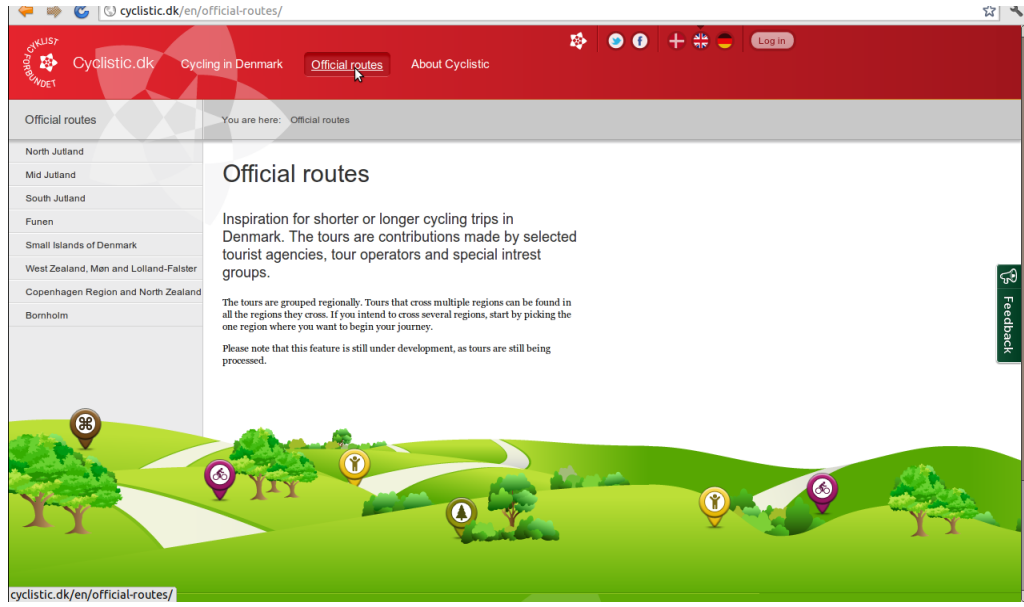 cyclistic.dk/en/official-routes/
CYKLIST
FORBUNDET
Cyclistic.dk
Cycling in Denmark
Official routes
About Cyclistic
Log in
Official routes
You are here: Official routes
North Jutland
Mid Jutland
South Jutland
Funen
Small Islands of Denmark
West Zealand, Møn and Lolland-Falster
Copenhagen Region and North Zealand
Bornholm
Official routes
Inspiration for shorter or longer cycling trips in
Denmark. The tours are contributions made by selected
tourist agencies, tour operators and special intrest
groups.
The tours are grouped regionally. Tours that cross multiple regions can be found in
all the regions they cross. If you intend to cross several regions, start by picking the
one region where you want to begin your journey.
Please note that this feature is still under development, as tours are still being
processed.
Feedback
cyclistic.dk/en/official-routes/